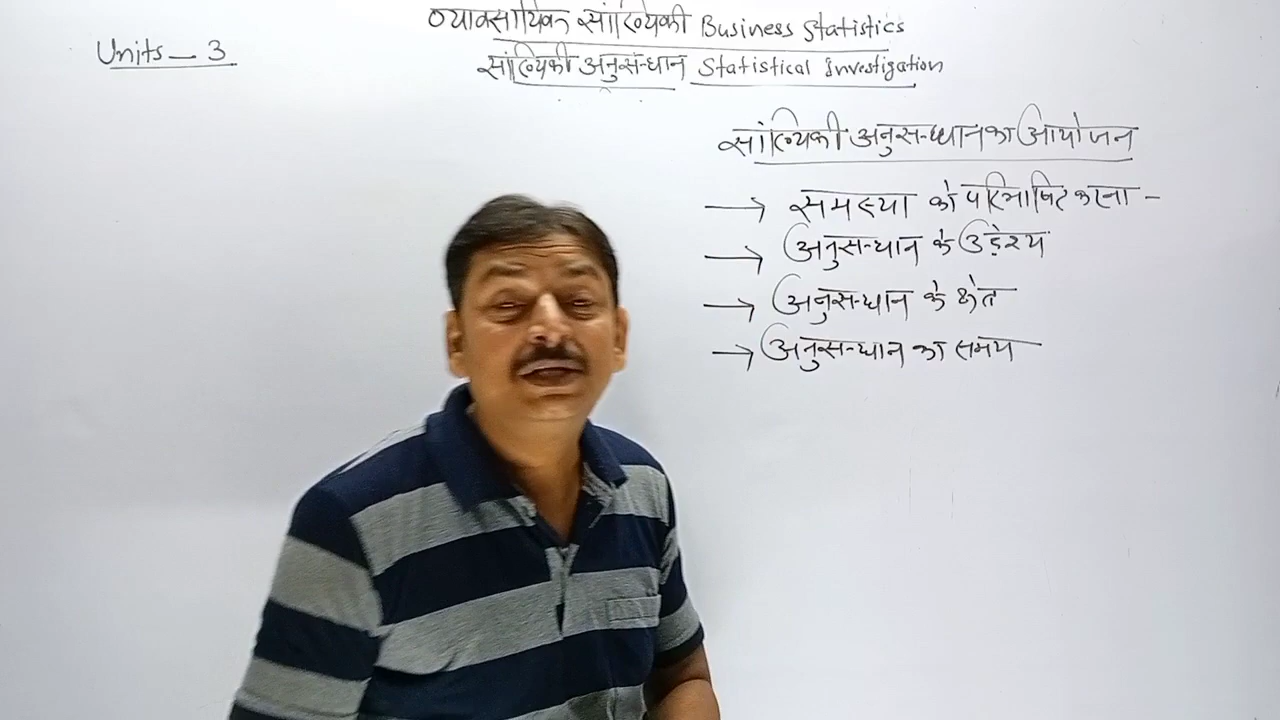 व्यावसायिक सांख्यिकी Business Statistics
Units - 3
सांख्यिकी अनुसन्धान Statistical Investigation
सांख्यिकी अनुसन्धान का आयोजन
→ समस्या को परिभाषित करना -
→ अनुसन्धान के उद्देश्य
→ अनुसन्धान के क्षेत्र
→ अनुसन्धान का समय